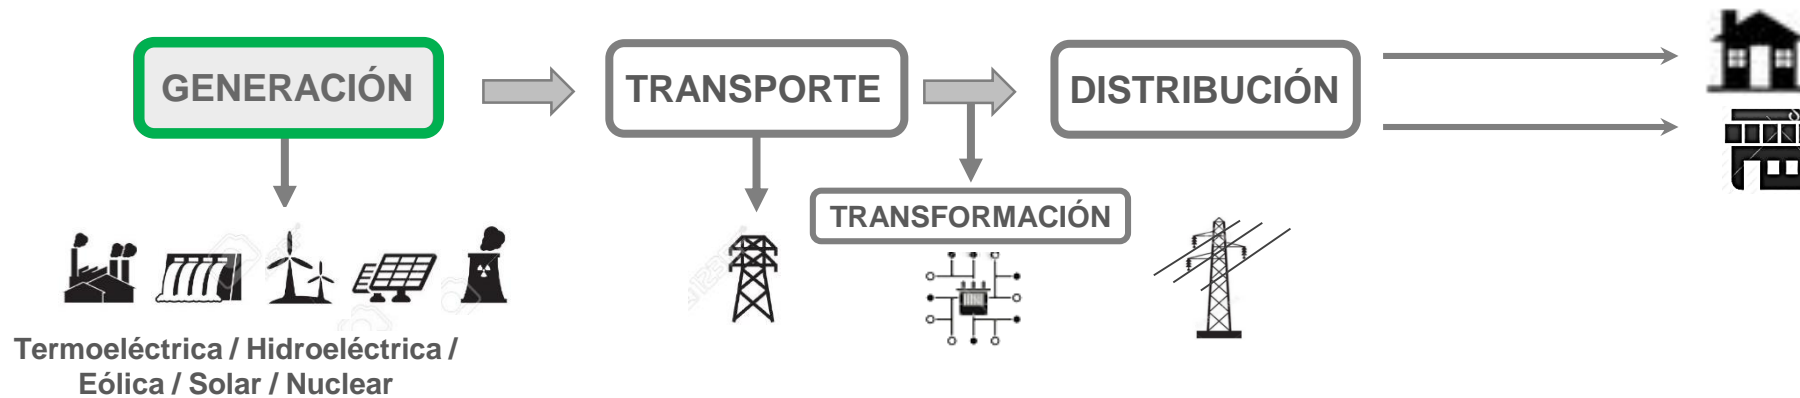 GENERACIÓN
TRANSPORTE
DISTRIBUCIÓN
TRANSFORMACIÓN
Termoeléctrica / Hidroeléctrica /
Eólica / Solar / Nuclear